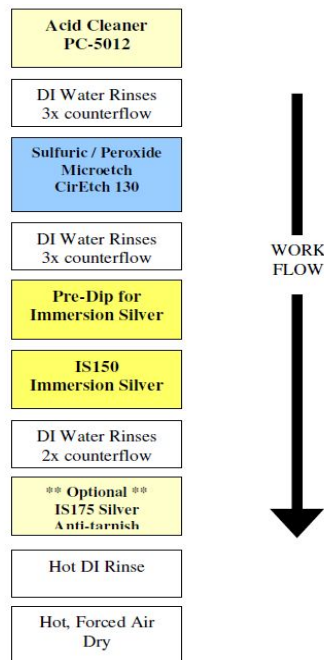 Acid Cleaner
PC-5012
DI Water Rinses
3x counterflow
Sulfuric / Peroxide
Microetch
CirEtch 130
DI Water Rinses
3x counterflow
Pre-Dip for
Immersion Silver
IS150
Immersion Silver
DI Water Rinses
2x counterflow
** Optional **
IS175 Silver
Anti-tarnish
Hot DI Rinse
Hot, Forced Air
Dry
WORK
FLOW